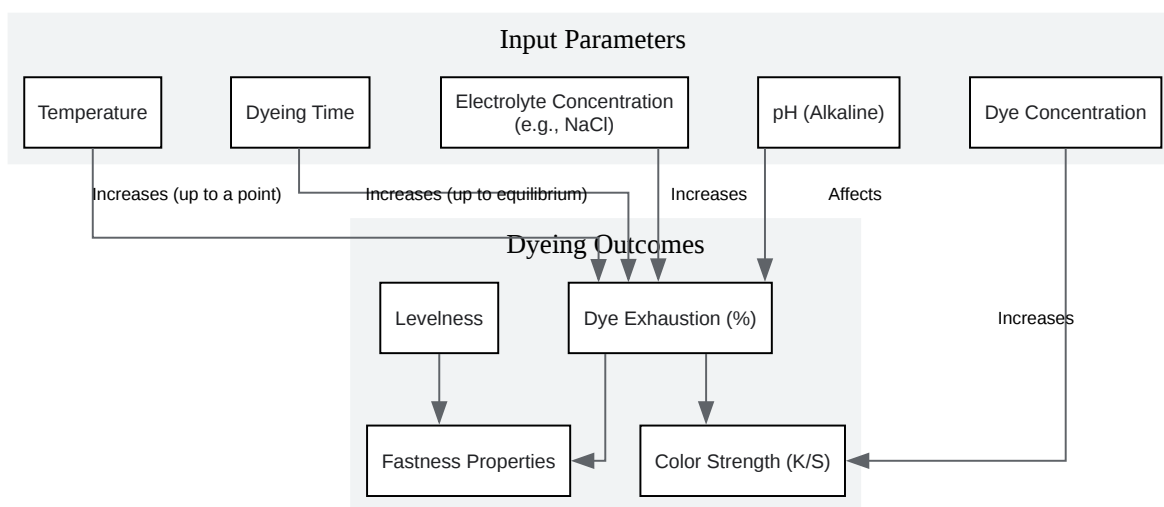 Input Parameters
Temperature
Dyeing Time
Electrolyte Concentration
(e.g., NaCl)
pH (Alkaline)
Dye Concentration
Increases (up to a point)
Increases (up to equilibrium)
Increases
Affects
Dyeing Outcomes
Levelness
Dye Exhaustion (%)
Increases
Fastness Properties
Color Strength (K/S)